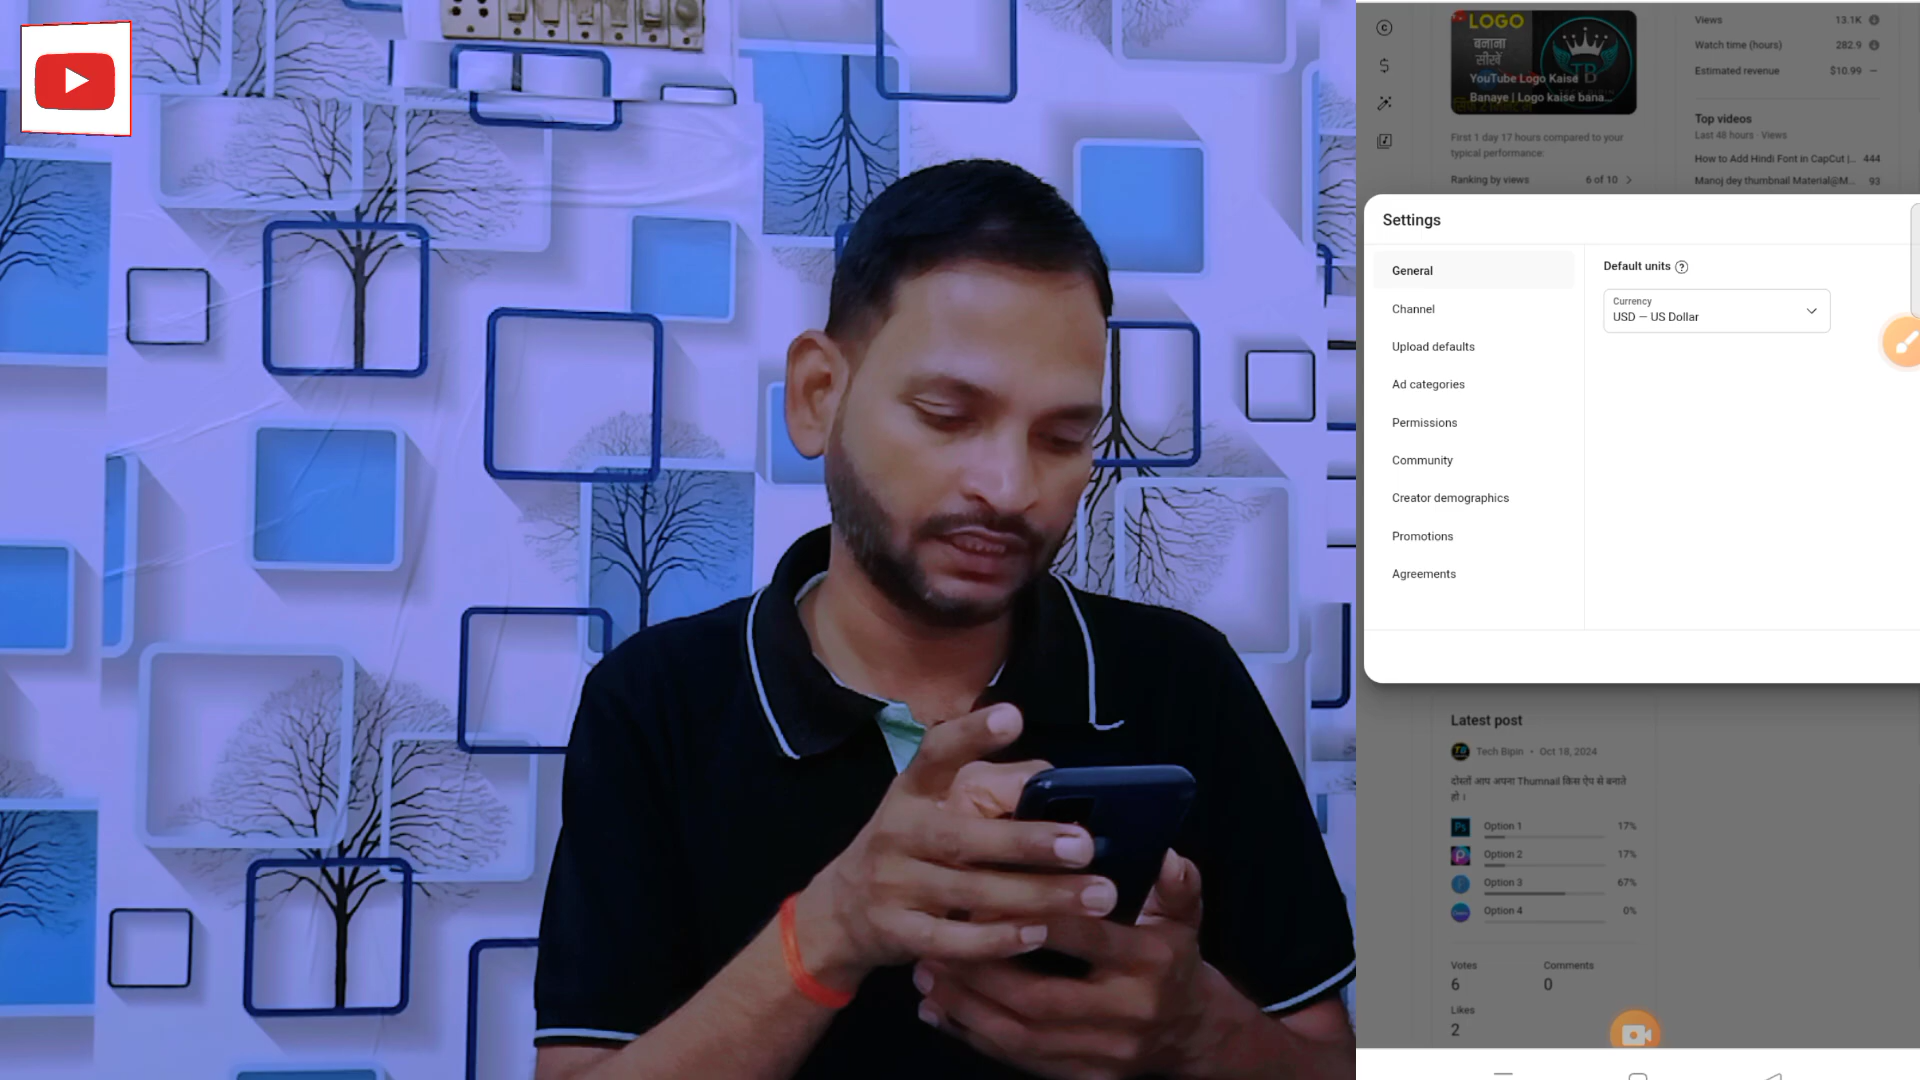 LOGO
बनाना
सीखें
YouTube Logo Kaise
Banaye | Logo kaise bana...
First 1 day 17 hours compared to your
typical performance:
Ranking by views 6 of 10
Views 13.1K
Watch time (hours) 282.9
Estimated revenue $10.99 —
Top videos
Last 48 hours · Views
How to Add Hindi Font in CapCut |... 444
Manoj dey thumbnail Material@M... 93
Settings
General
Channel
Upload defaults
Ad categories
Permissions
Community
Creator demographics
Promotions
Agreements
Default units
Currency
USD — US Dollar
Latest post
Tech Bipin • Oct 18, 2024
दोस्तों आप अपना Thumnail किस ऐप से बनाते
हो ।
Ps Option 1 17%
Option 2 17%
Option 3 67%
Option 4 0%
Votes Comments
6 0
Likes
2